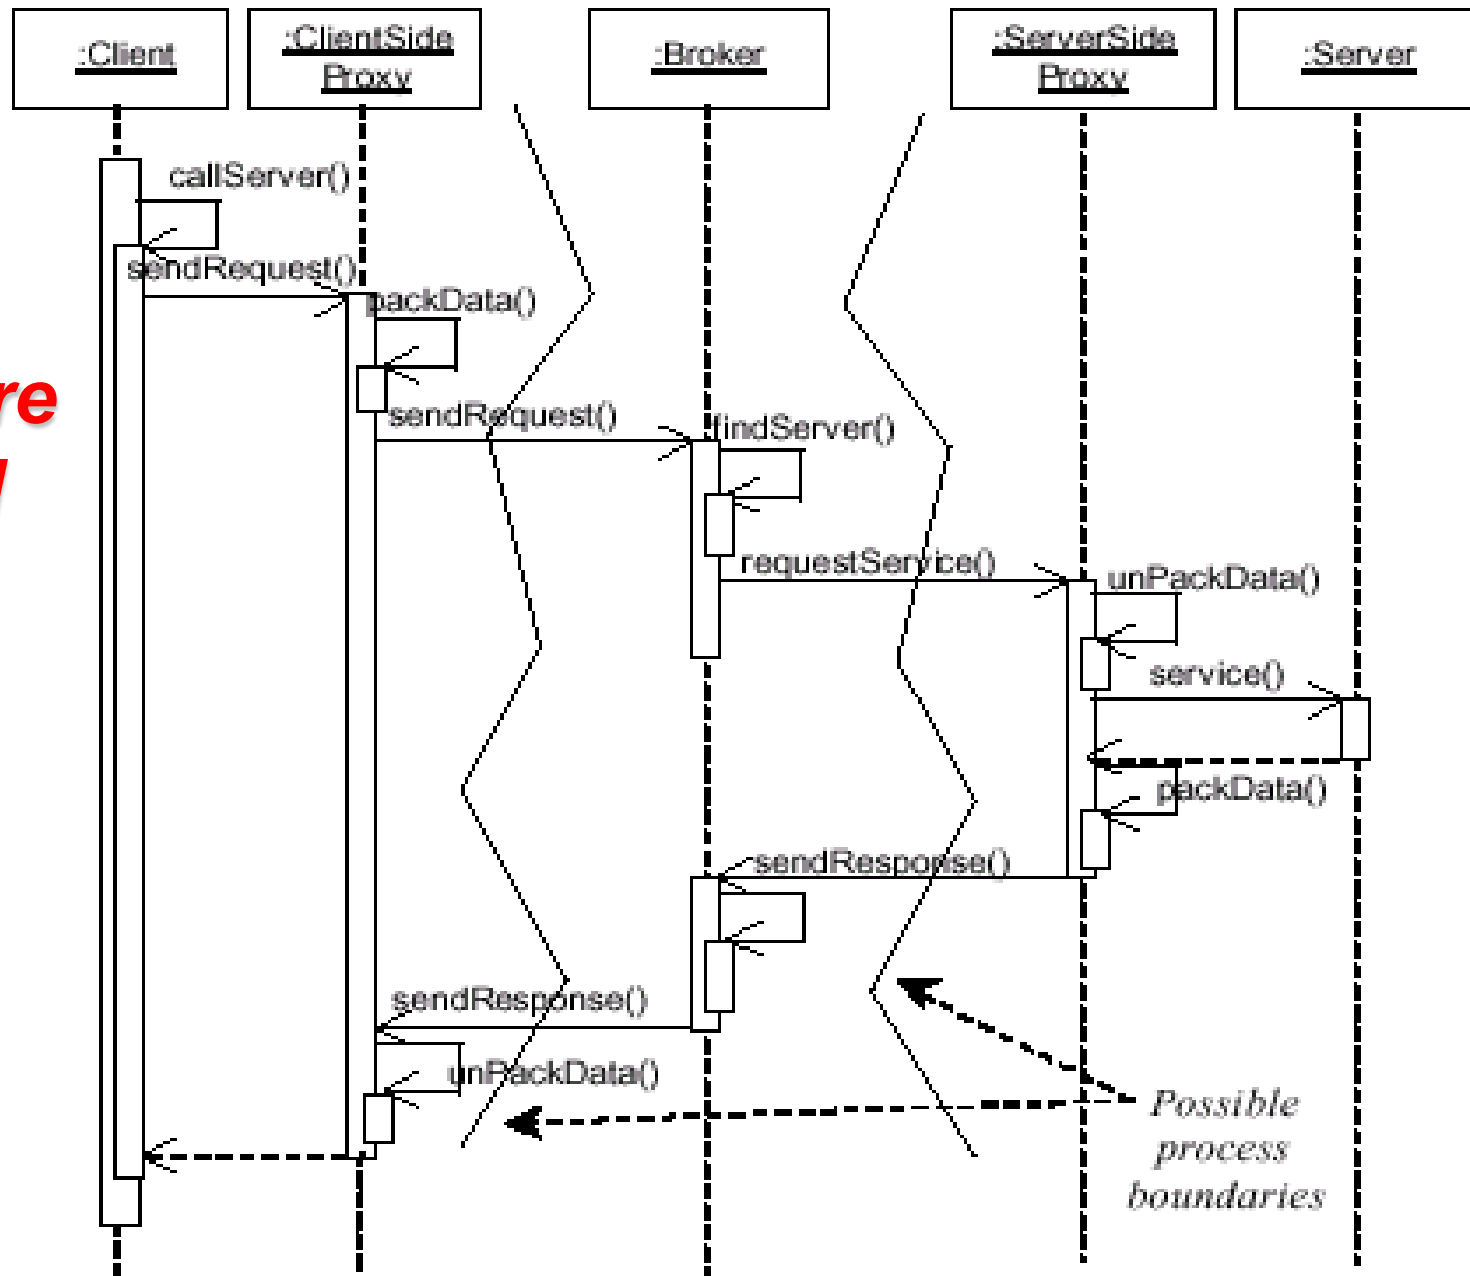 :Client
:ClientSide
Proxy
:Broker
:ServerSide
Proxy
:Server
callServer()
sendRequest()
packData()
re
sendRequest()
findServer()
requestService()
unPackData()
service()
packData()
sendResponse()
sendResponse()
unPackData()
Possible
process
boundaries